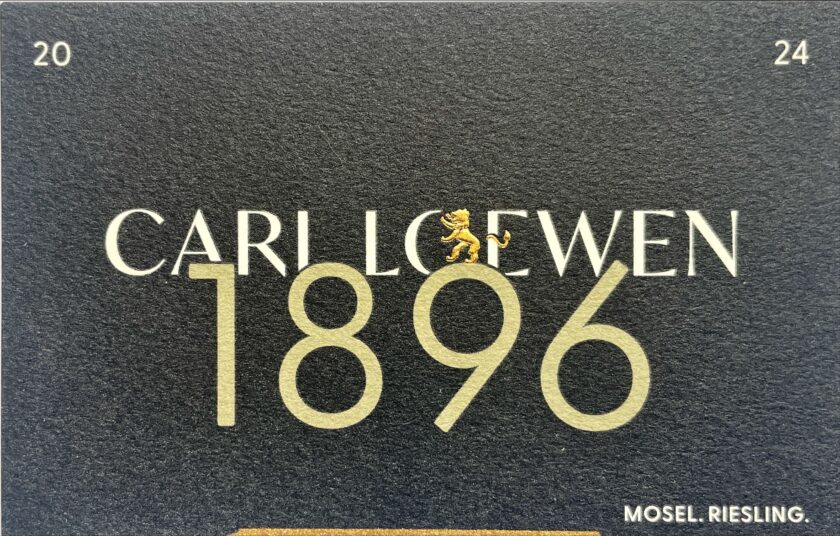 20 24
CARL LOEWEN
1896
MOSEL. RIESLING.